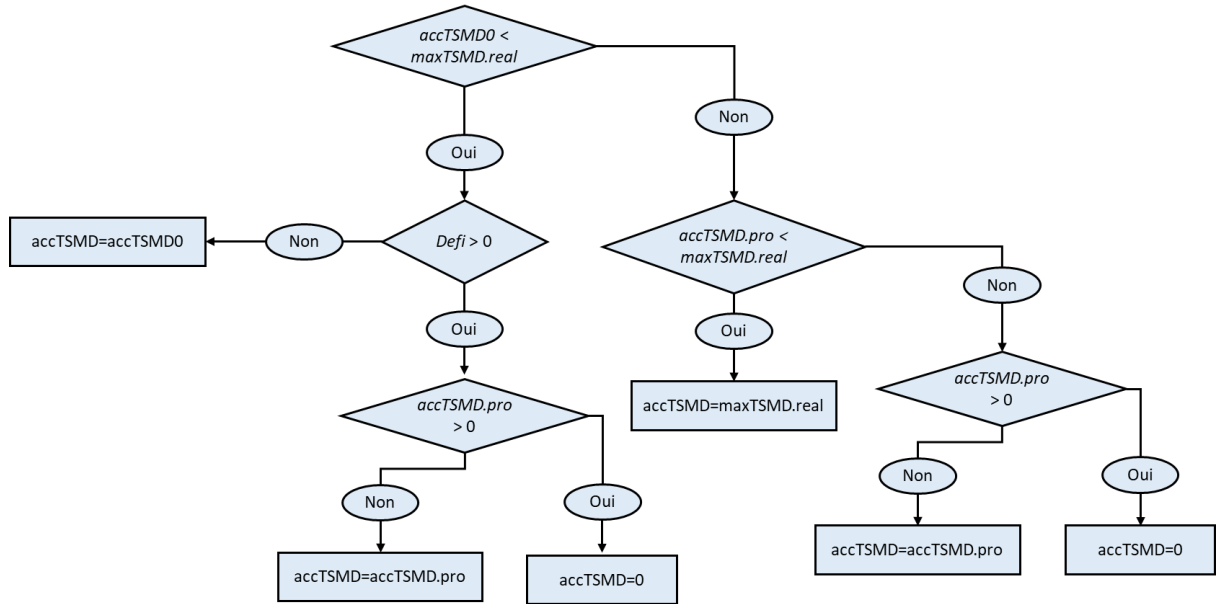 accTSMD0 <
maxTSMD.real
Non
Oui
accTSMD=accTSMD0
Non
Defi > 0
accTSMD.pro <
maxTSMD.real
Non
Oui
Oui
accTSMD.pro
> 0
accTSMD=maxTSMD.real
accTSMD.pro
> 0
Non
Oui
Non
Oui
accTSMD=accTSMD.pro
accTSMD=0
accTSMD=accTSMD.pro
accTSMD=0